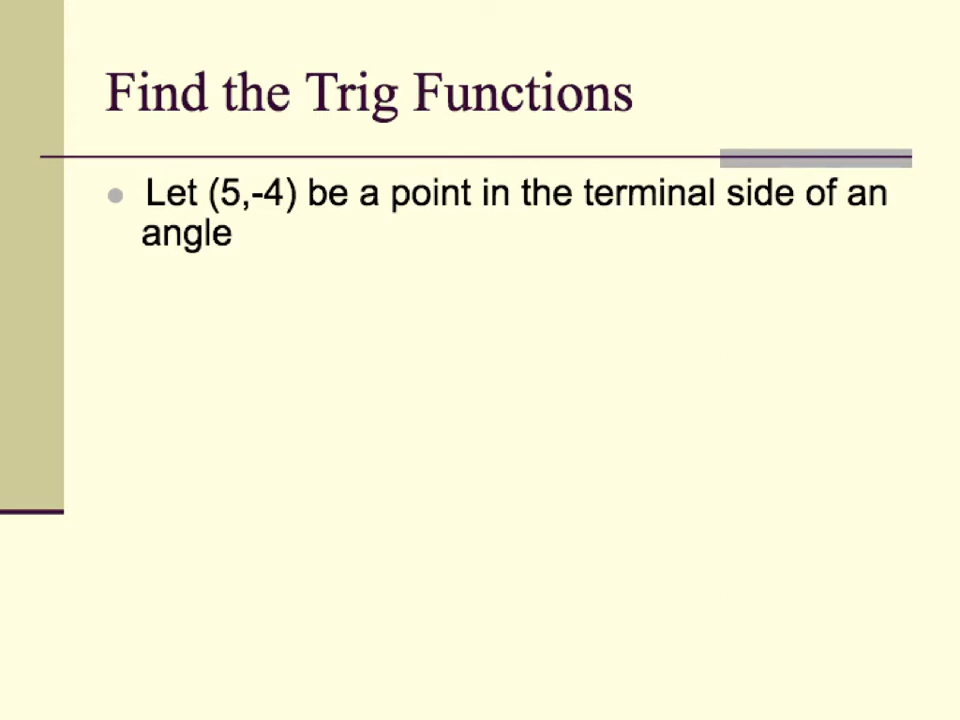 Find the Trig Functions
Let (5,-4) be a point in the terminal side of an
angle